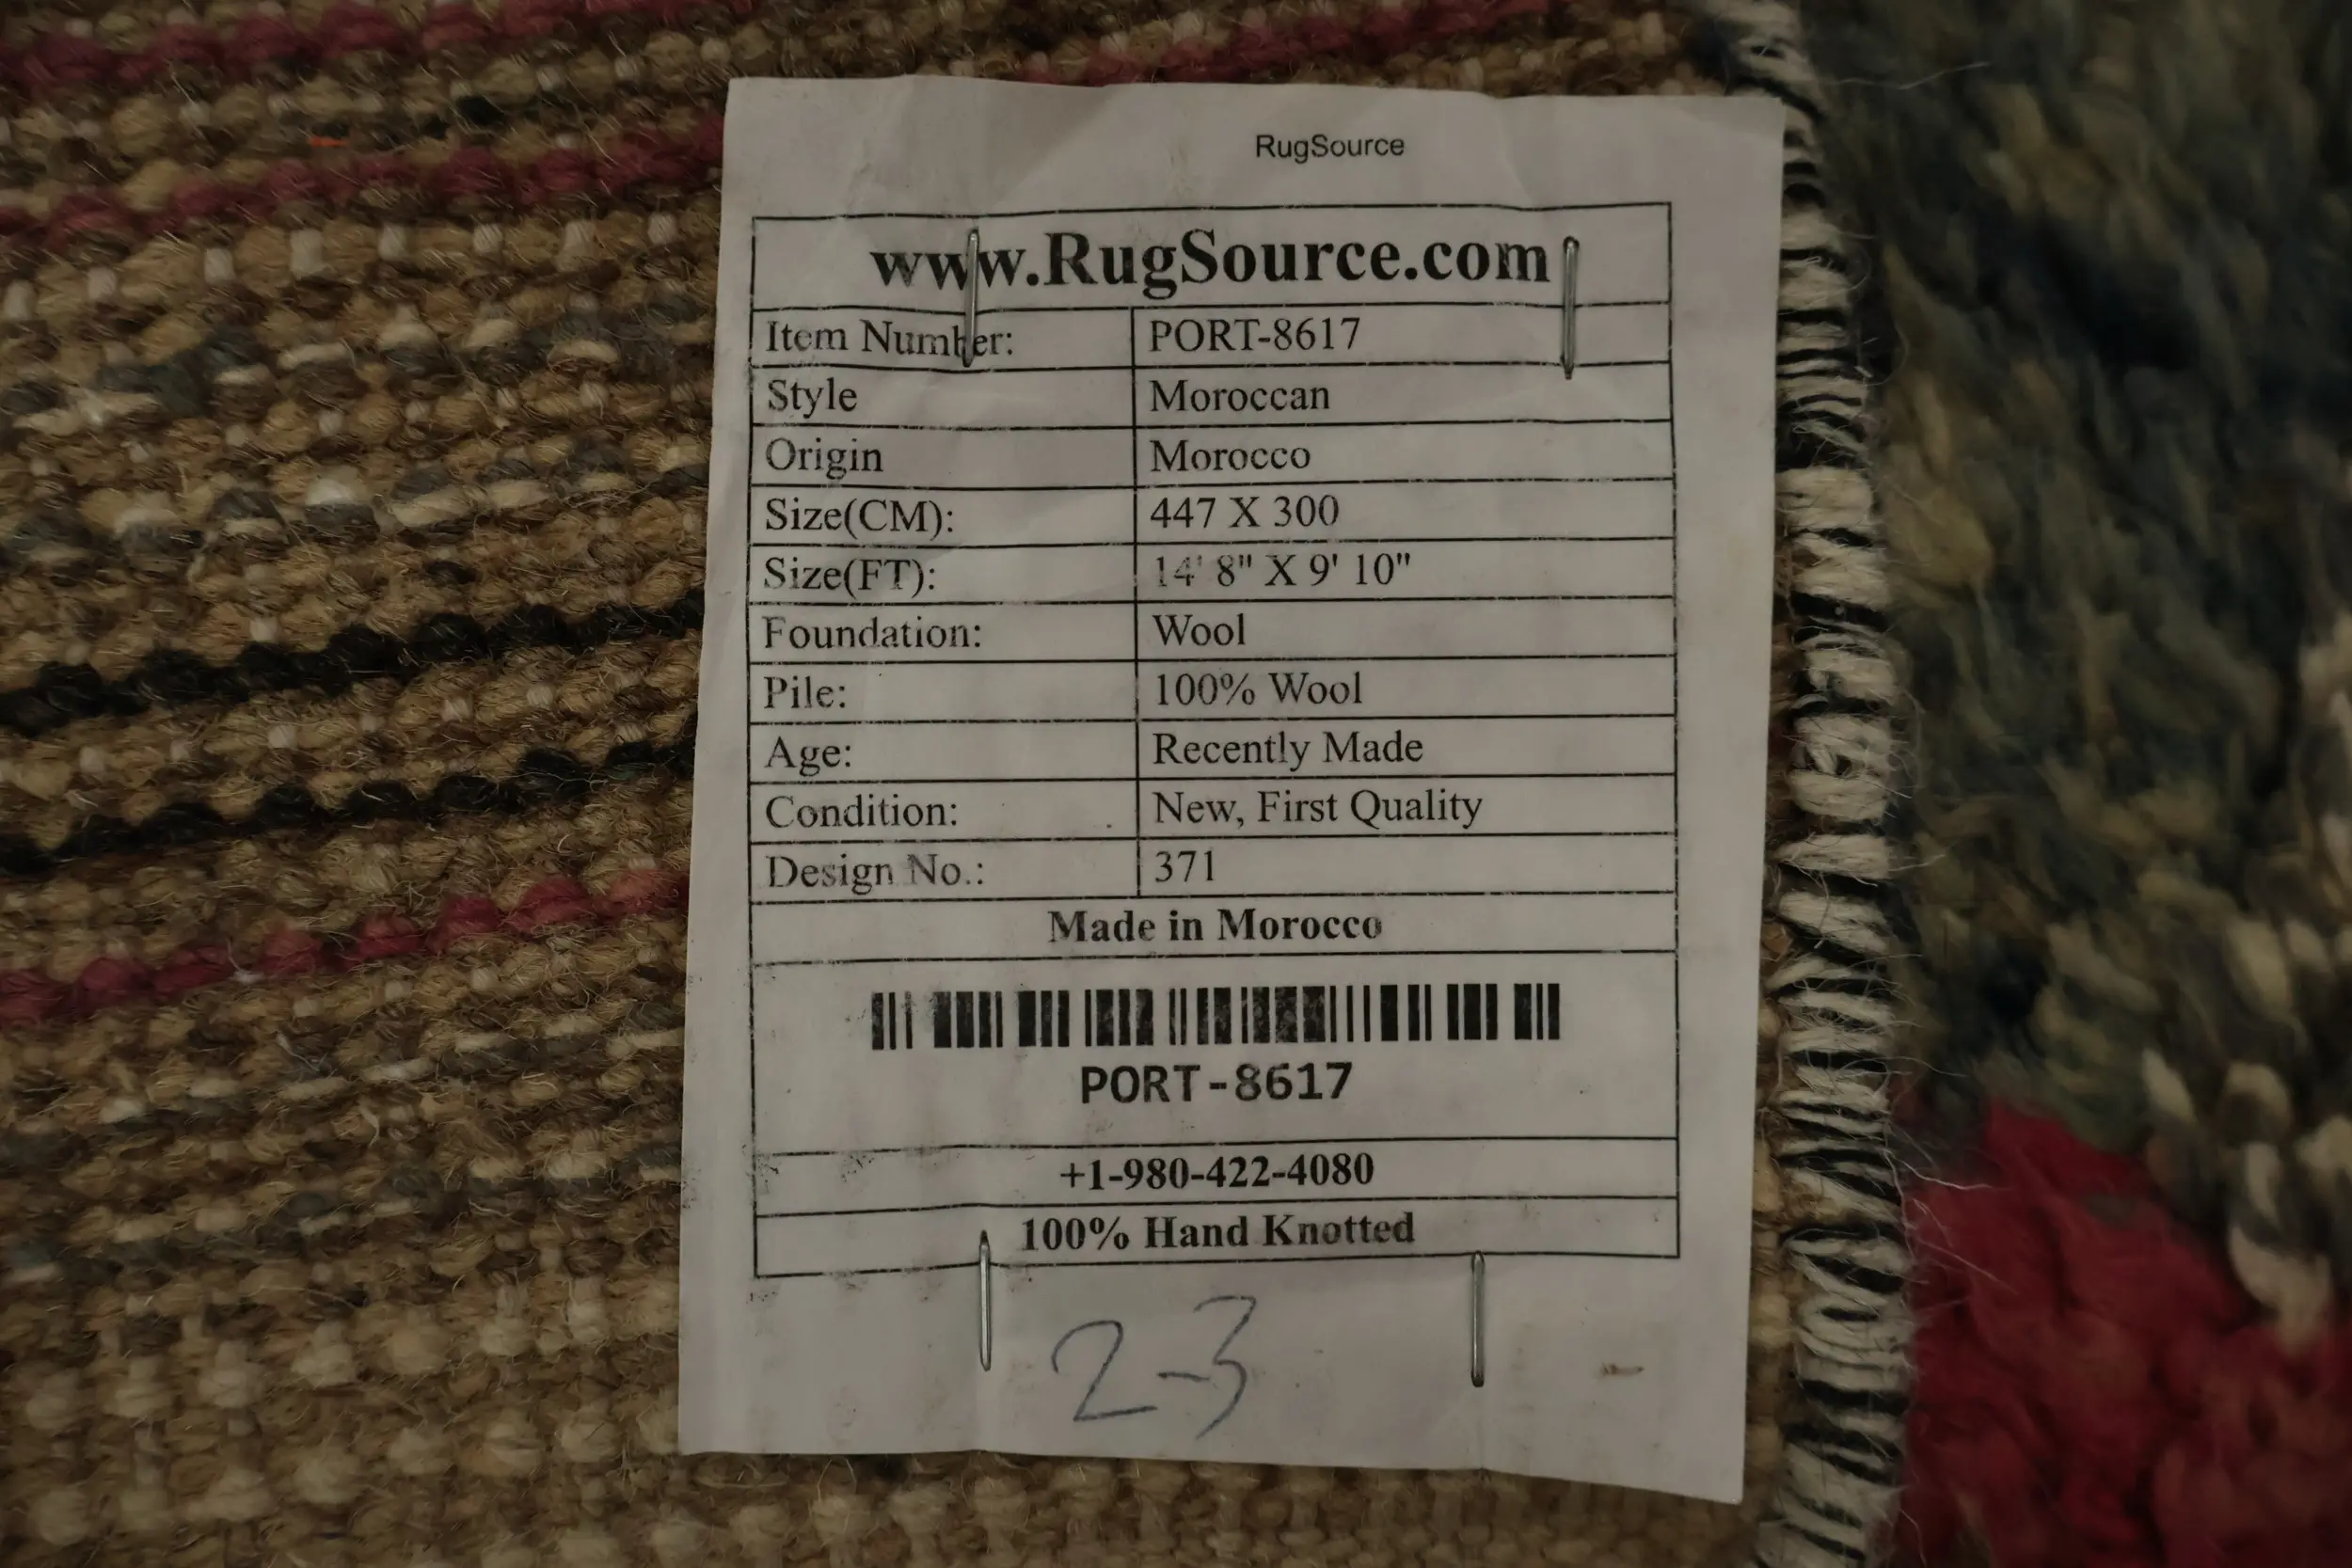 RugSource
www.RugSource.com
Item Number: PORT-8617
Style Moroccan
Origin Morocco
Size(CM): 447 X 300
Size(FT): 14' 8" X 9' 10"
Foundation: Wool
Pile: 100% Wool
Age: Recently Made
Condition: New, First Quality
Design No.: 371
Made in Morocco
PORT-8617
+1-980-422-4080
100% Hand Knotted
2-3